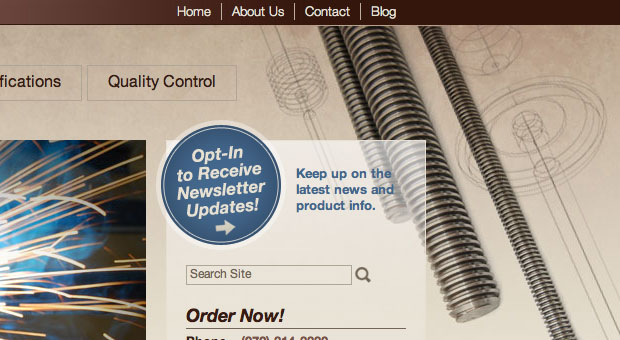 Home About Us Contact Blog
Quality Control
Opt-In
to Receive
Newsletter
Updates!
Keep up on the
latest news and
product info.
Search Site
Order Now!